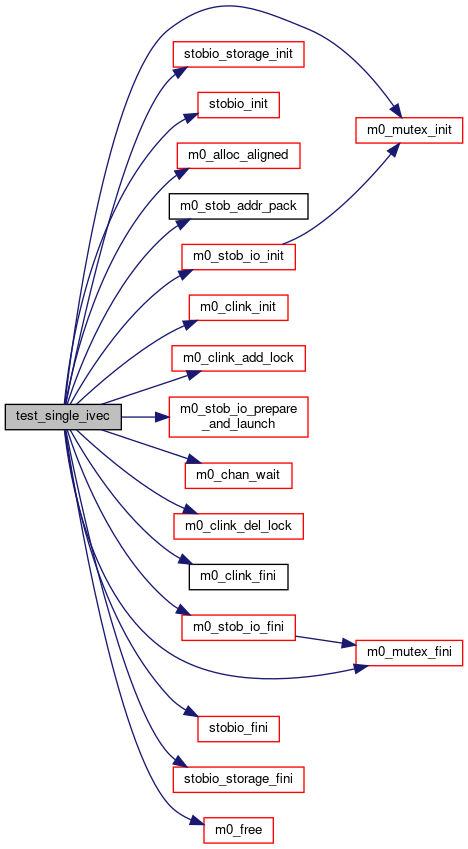 stobio_storage_init
stobio_init
m0_mutex_init
m0_alloc_aligned
m0_stob_addr_pack
m0_stob_io_init
m0_clink_init
m0_clink_add_lock
test_single_ivec
m0_stob_io_prepare
_and_launch
m0_chan_wait
m0_clink_del_lock
m0_clink_fini
m0_stob_io_fini
m0_mutex_fini
stobio_fini
stobio_storage_fini
m0_free